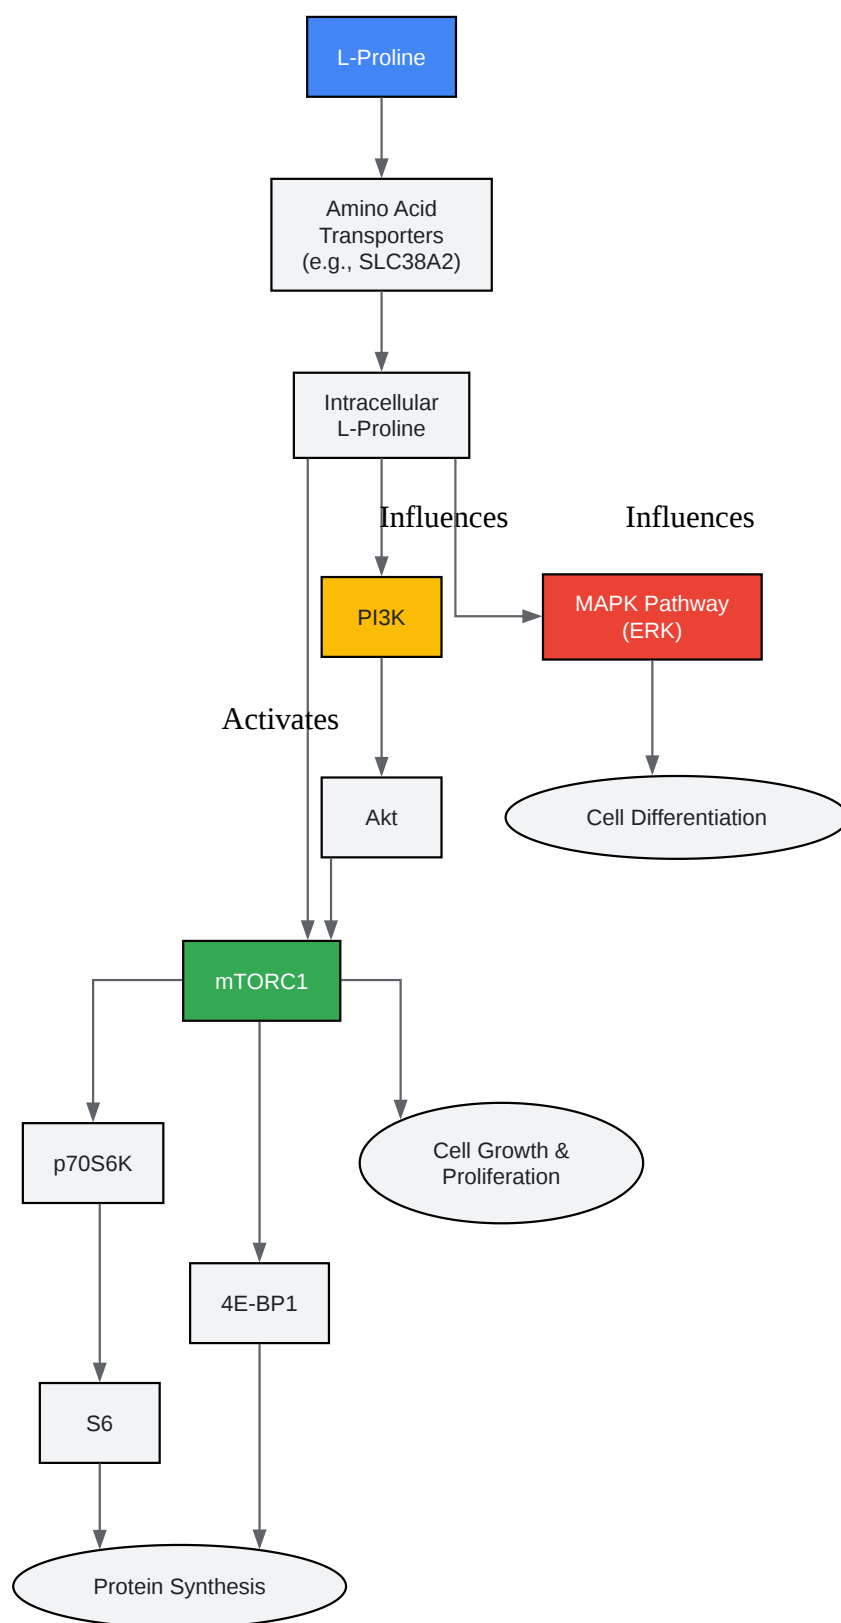 L-Proline
Amino Acid
Transporters
(e.g., SLC38A2)
Intracellular
L-Proline
Influences
Influences
PI3K
MAPK Pathway
(ERK)
Activates
Akt
Cell Differentiation
mTORC1
p70S6K
Cell Growth &
Proliferation
4E-BP1
S6
Protein Synthesis